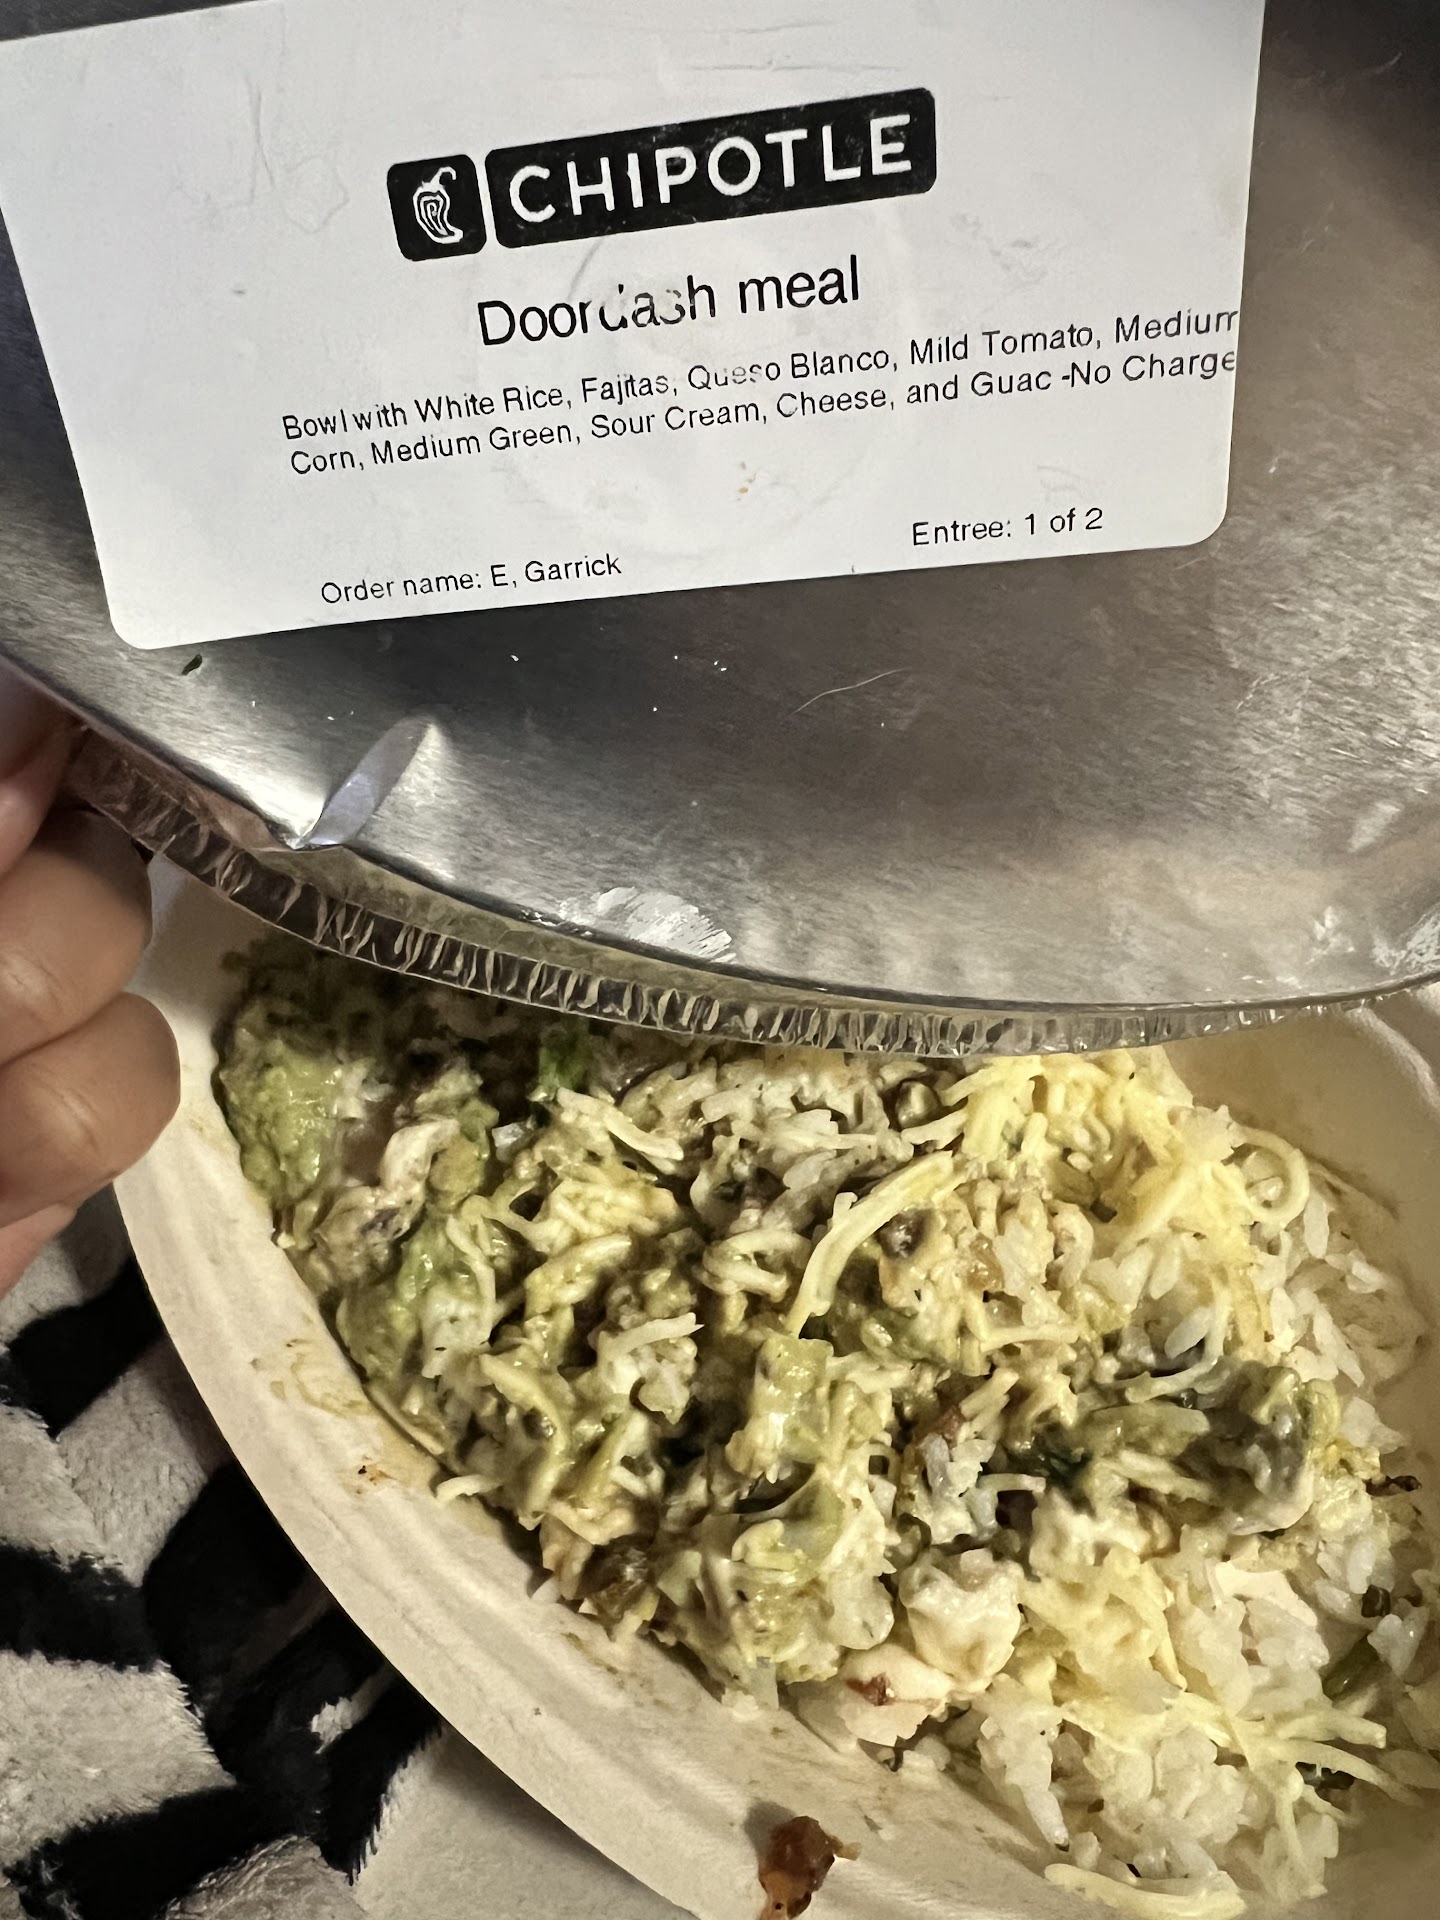 CHIPOTLE
Doordash meal
Bowl with White Rice, Fajitas, Queso Blanco, Mild Tomato, Medium
Corn, Medium Green, Sour Cream, Cheese, and Guac -No Charge
Entree: 1 of 2
Order name: E, Garrick